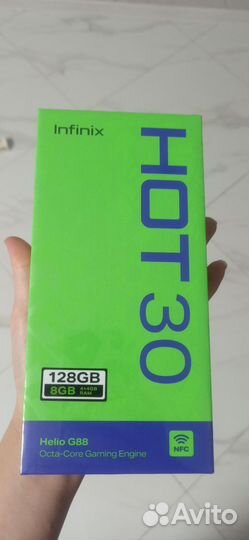 Infinix
HOT 30
128GB
8GB 4+4GB RAM
Helio G88
Octa-Core Gaming Engine
NFC
Avito